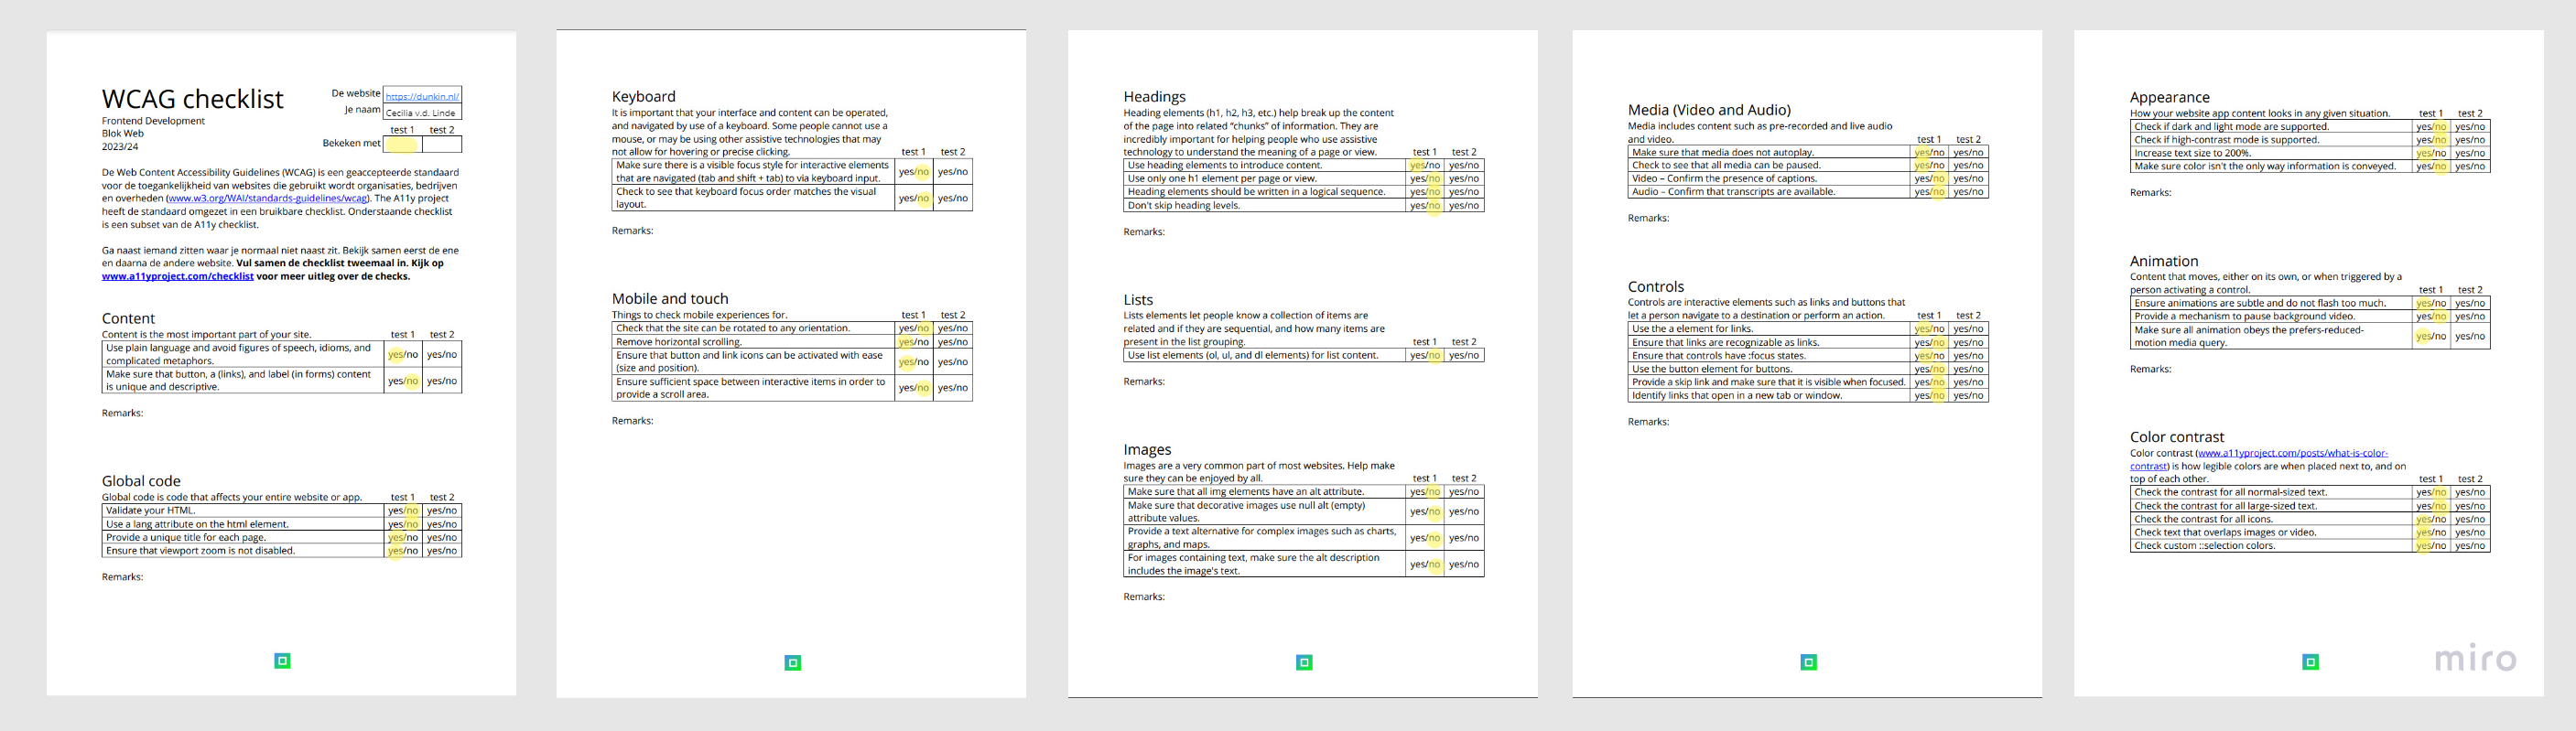 WCAG checklist
Frontend Development
Blok Web
2023/24
De website https://dunkin.nl/
Je naam Cecilia v.d. Linde
test 1 test 2
Bekeken met
De Web Content Accessibility Guidelines (WCAG) is een geaccepteerde standaard
voor de toegankelijkheid van websites die gebruikt wordt organisaties, bedrijven
en overheden (www.w3.org/WAI/standards-guidelines/wcag). The A11y project
heeft de standaard omgezet in een bruikbare checklist. Onderstaande checklist
is een subset van de A11y checklist.
Ga naast iemand zitten waar je normaal niet naast zit. Bekijk samen eerst de ene
en daarna de andere website. Vul samen de checklist tweemaal in. Kijk op
www.a11yproject.com/checklist voor meer uitleg over de checks.
Content
Content is the most important part of your site. test 1 test 2
Use plain language and avoid figures of speech, idioms, and
complicated metaphors. yes/no yes/no
Make sure that button, a (links), and label (in forms) content
is unique and descriptive. yes/no yes/no
Remarks:
Global code
Global code is code that affects your entire website or app. test 1 test 2
Validate your HTML. yes/no yes/no
Use a lang attribute on the html element. yes/no yes/no
Provide a unique title for each page. yes/no yes/no
Ensure that viewport zoom is not disabled. yes/no yes/no
Remarks:
Keyboard
It is important that your interface and content can be operated,
and navigated by use of a keyboard. Some people cannot use a
mouse, or may be using other assistive technologies that may
not allow for hovering or precise clicking. test 1 test 2
Make sure there is a visible focus style for interactive elements
that are navigated (tab and shift + tab) to via keyboard input. yes/no yes/no
Check to see that keyboard focus order matches the visual
layout. yes/no yes/no
Remarks:
Mobile and touch
Things to check mobile experiences for. test 1 test 2
Check that the site can be rotated to any orientation. yes/no yes/no
Remove horizontal scrolling. yes/no yes/no
Ensure that button and link icons can be activated with ease
(size and position). yes/no yes/no
Ensure sufficient space between interactive items in order to
provide a scroll area. yes/no yes/no
Remarks:
Headings
Heading elements (h1, h2, h3, etc.) help break up the content
of the page into related “chunks” of information. They are
incredibly important for helping people who use assistive
technology to understand the meaning of a page or view. test 1 test 2
Use heading elements to introduce content. yes/no yes/no
Use only one h1 element per page or view. yes/no yes/no
Heading elements should be written in a logical sequence. yes/no yes/no
Don't skip heading levels. yes/no yes/no
Remarks:
Lists
Lists elements let people know a collection of items are
related and if they are sequential, and how many items are
present in the list grouping. test 1 test 2
Use list elements (ol, ul, and dl elements) for list content. yes/no yes/no
Remarks:
Images
Images are a very common part of most websites. Help make
sure they can be enjoyed by all. test 1 test 2
Make sure that all img elements have an alt attribute. yes/no yes/no
Make sure that decorative images use null alt (empty)
attribute values. yes/no yes/no
Provide a text alternative for complex images such as charts,
graphs, and maps. yes/no yes/no
For images containing text, make sure the alt description
includes the image's text. yes/no yes/no
Remarks:
Media (Video and Audio)
Media includes content such as pre-recorded and live audio
and video. test 1 test 2
Make sure that media does not autoplay. yes/no yes/no
Check to see that all media can be paused. yes/no yes/no
Video – Confirm the presence of captions. yes/no yes/no
Audio – Confirm that transcripts are available. yes/no yes/no
Remarks:
Controls
Controls are interactive elements such as links and buttons that
let a person navigate to a destination or perform an action. test 1 test 2
Use the a element for links. yes/no yes/no
Ensure that links are recognizable as links. yes/no yes/no
Ensure that controls have :focus states. yes/no yes/no
Use the button element for buttons. yes/no yes/no
Provide a skip link and make sure that it is visible when focused. yes/no yes/no
Identify links that open in a new tab or window. yes/no yes/no
Remarks:
Appearance
How your website app content looks in any given situation. test 1 test 2
Check if dark and light mode are supported. yes/no yes/no
Check if high-contrast mode is supported. yes/no yes/no
Increase text size to 200%. yes/no yes/no
Make sure color isn't the only way information is conveyed. yes/no yes/no
Remarks:
Animation
Content that moves, either on its own, or when triggered by a
person activating a control. test 1 test 2
Ensure animations are subtle and do not flash too much. yes/no yes/no
Provide a mechanism to pause background video. yes/no yes/no
Make sure all animation obeys the prefers-reduced-
motion media query. yes/no yes/no
Remarks:
Color contrast
Color contrast (www.a11yproject.com/posts/what-is-color-
contrast) is how legible colors are when placed next to, and on
top of each other. test 1 test 2
Check the contrast for all normal-sized text. yes/no yes/no
Check the contrast for all large-sized text. yes/no yes/no
Check the contrast for all icons. yes/no yes/no
Check text that overlaps images or video. yes/no yes/no
Check custom ::selection colors. yes/no yes/no
miro